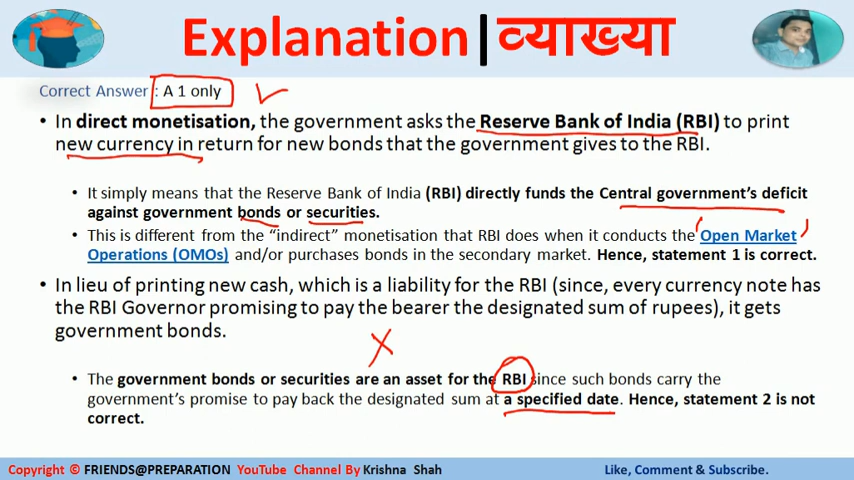 Explanation|व्याख्या
Correct Answer : A 1 only
• In direct monetisation, the government asks the Reserve Bank of India (RBI) to print
new currency in return for new bonds that the government gives to the RBI.
• It simply means that the Reserve Bank of India (RBI) directly funds the Central government's deficit
against government bonds or securities.
• This is different from the "indirect" monetisation that RBI does when it conducts the Open Market
Operations (OMOs) and/or purchases bonds in the secondary market. Hence, statement 1 is correct.
• In lieu of printing new cash, which is a liability for the RBI (since, every currency note has
the RBI Governor promising to pay the bearer the designated sum of rupees), it gets
government bonds.
• The government bonds or securities are an asset for the RBI since such bonds carry the
government's promise to pay back the designated sum at a specified date. Hence, statement 2 is not
correct.
Copyright © FRIENDS@PREPARATION YouTube Channel By Krishna Shah
Like, Comment & Subscribe.